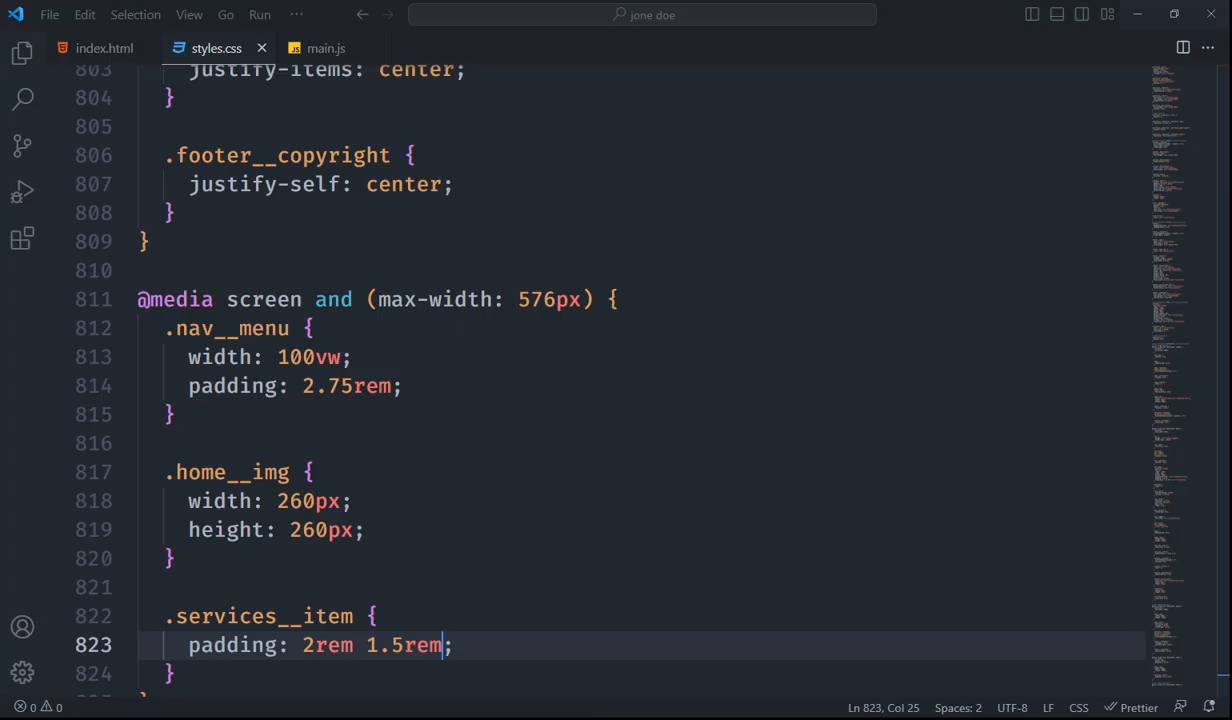 File Edit Selection View Go Run ··· jone doe
index.html styles.css JS main.js
803 justify-items: center;
804 }
805
806 .footer__copyright {
807 justify-self: center;
808 }
809 }
810
811 @media screen and (max-width: 576px) {
812 .nav__menu {
813 width: 100vw;
814 padding: 2.75rem;
815 }
816
817 .home__img {
818 width: 260px;
819 height: 260px;
820 }
821
822 .services__item {
823 padding: 2rem 1.5rem;
824 }
0 0 Ln 823, Col 25 Spaces: 2 UTF-8 LF CSS Prettier